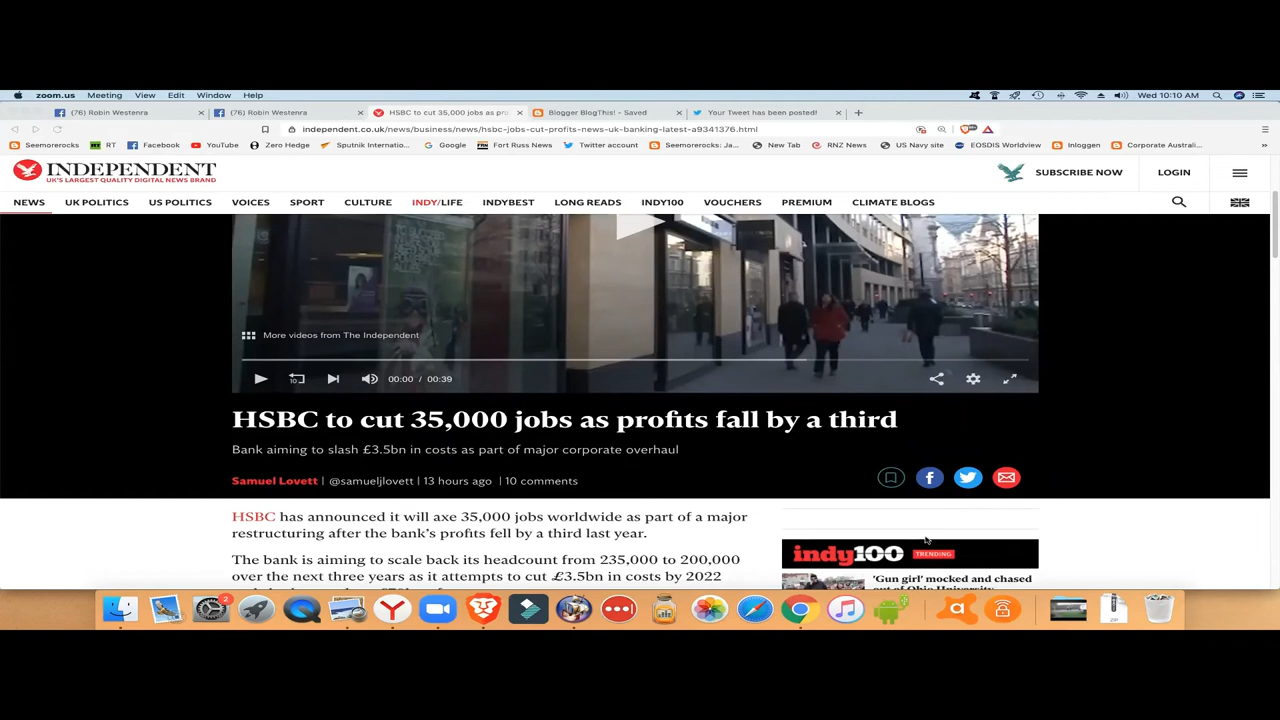 zoom.us Meeting View Edit Window Help Wed 10:10 AM
(76) Robin Westenra (76) Robin Westenra HSBC to cut 35,000 jobs as pro Blogger BlogThis! - Saved Your Tweet has been posted!
independent.co.uk/news/business/news/hsbc-jobs-cut-profits-news-uk-banking-latest-a9341376.html
Seemorerocks RT Facebook YouTube Zero Hedge Sputnik Internatio... Google Fort Russ News Twitter account Seemorerocks: Ja... New Tab RNZ News US Navy site EOSDIS Worldview Inloggen Corporate Australi... »
INDEPENDENT SUBSCRIBE NOW LOGIN
UK'S LARGEST QUALITY DIGITAL NEWS BRAND
NEWS UK POLITICS US POLITICS VOICES SPORT CULTURE INDY/LIFE INDYBEST LONG READS INDY100 VOUCHERS PREMIUM CLIMATE BLOGS
More videos from The Independent
10 00:00 / 00:39
HSBC to cut 35,000 jobs as profits fall by a third
Bank aiming to slash £3.5bn in costs as part of major corporate overhaul
Samuel Lovett | @samueljlovett | 13 hours ago | 10 comments
HSBC has announced it will axe 35,000 jobs worldwide as part of a major
restructuring after the bank's profits fell by a third last year.
The bank is aiming to scale back its headcount from 235,000 to 200,000
over the next three years as it attempts to cut £3.5bn in costs by 2022
indy100 TRENDING
'Gun girl' mocked and chased
out of Ohio University
2
ZIP